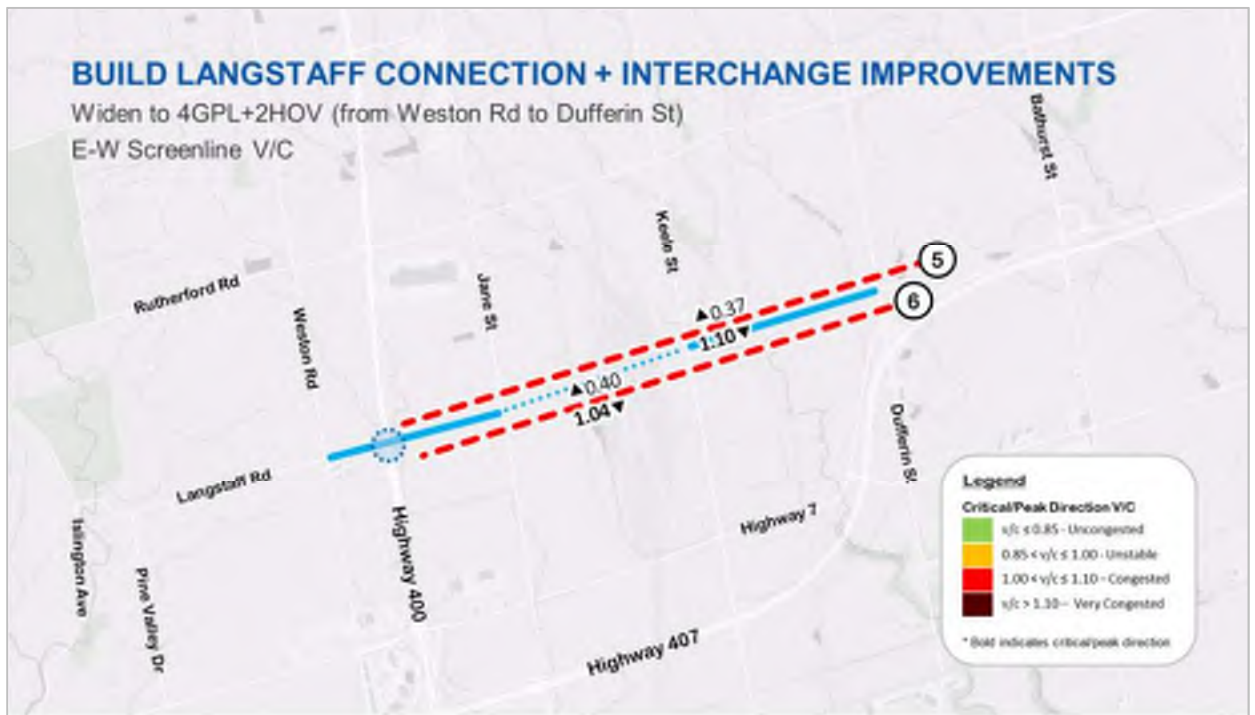 BUILD LANGSTAFF CONNECTION + INTERCHANGE IMPROVEMENTS
Widen to 4GPL+2HOV (from Weston Rd to Dufferin St)
E-W Screenline V/C
Bathurst St
Keele St
Rutherford Rd
Jane St
Weston Rd
5
6
▲0.37
1.10▼
▲0.40
1.04▼
Langstaff Rd
Dufferin St
Highway 400
Highway 7
Islington Ave
Pine Valley Dr
Highway 407
Legend
Critical/Peak Direction V/C
v/c ≤ 0.85 - Uncongested
0.85 < v/c ≤ 1.00 - Unstable
1.00 < v/c ≤ 1.10 – Congested
v/c > 1.10 – Very Congested
* Bold indicates critical/peak direction